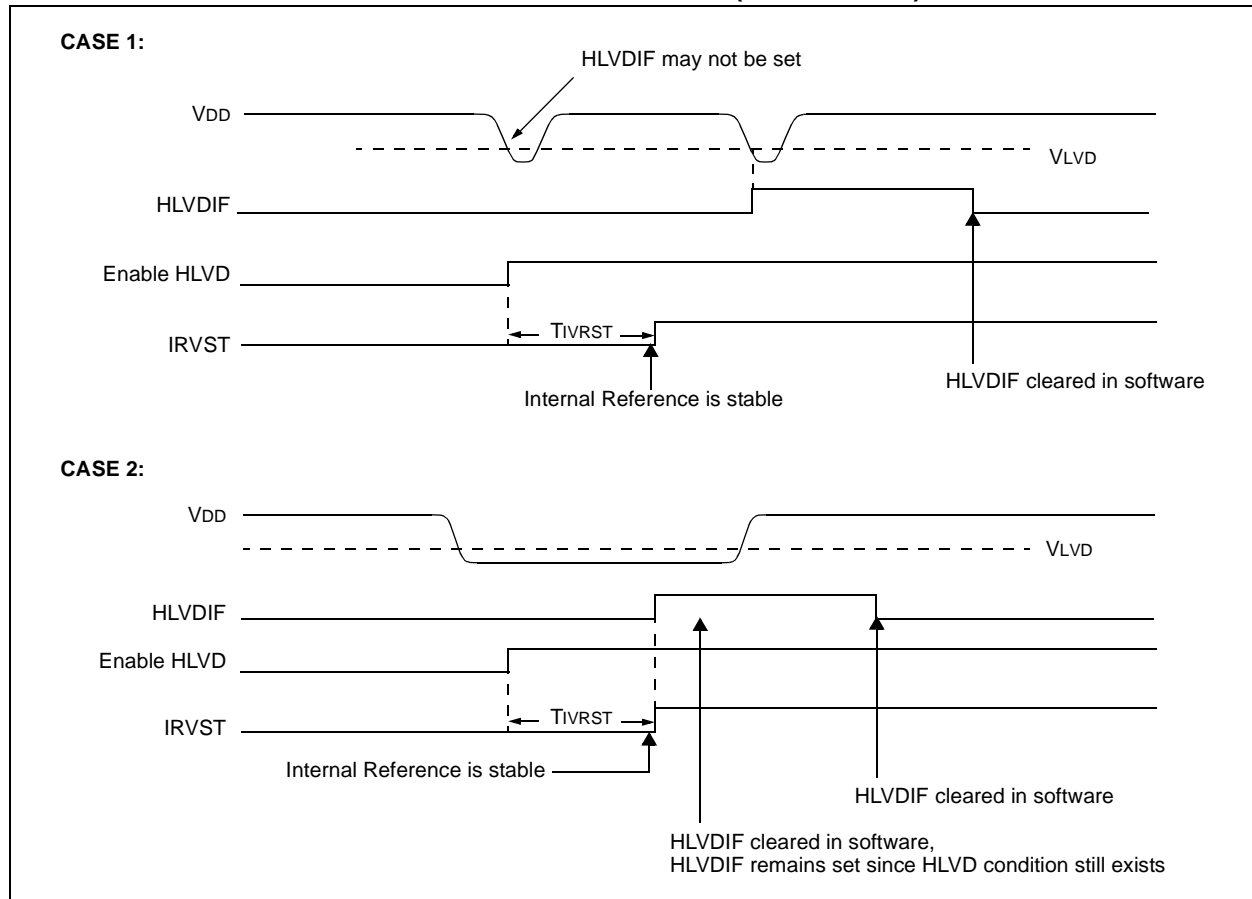 CASE 1:
HLVDIF may not be set
VDD
VLVD
HLVDIF
Enable HLVD
TIVRST
IRVST
HLVDIF cleared in software
Internal Reference is stable
CASE 2:
VDD
VLVD
HLVDIF
Enable HLVD
TIVRST
IRVST
Internal Reference is stable
HLVDIF cleared in software
HLVDIF cleared in software,
HLVDIF remains set since HLVD condition still exists